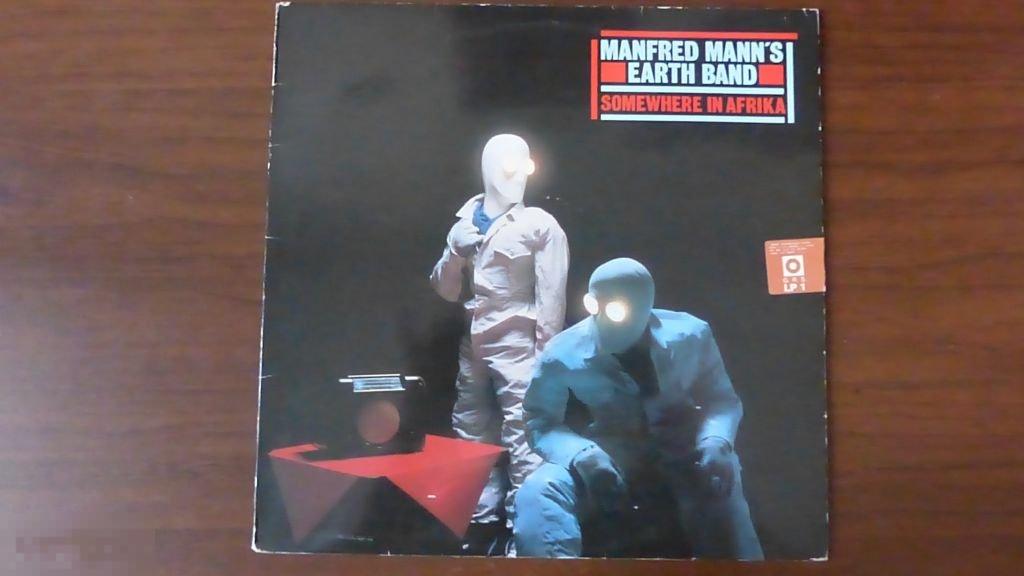 MANFRED MANN'S
EARTH BAND
SOMEWHERE IN AFRIKA
LP 1